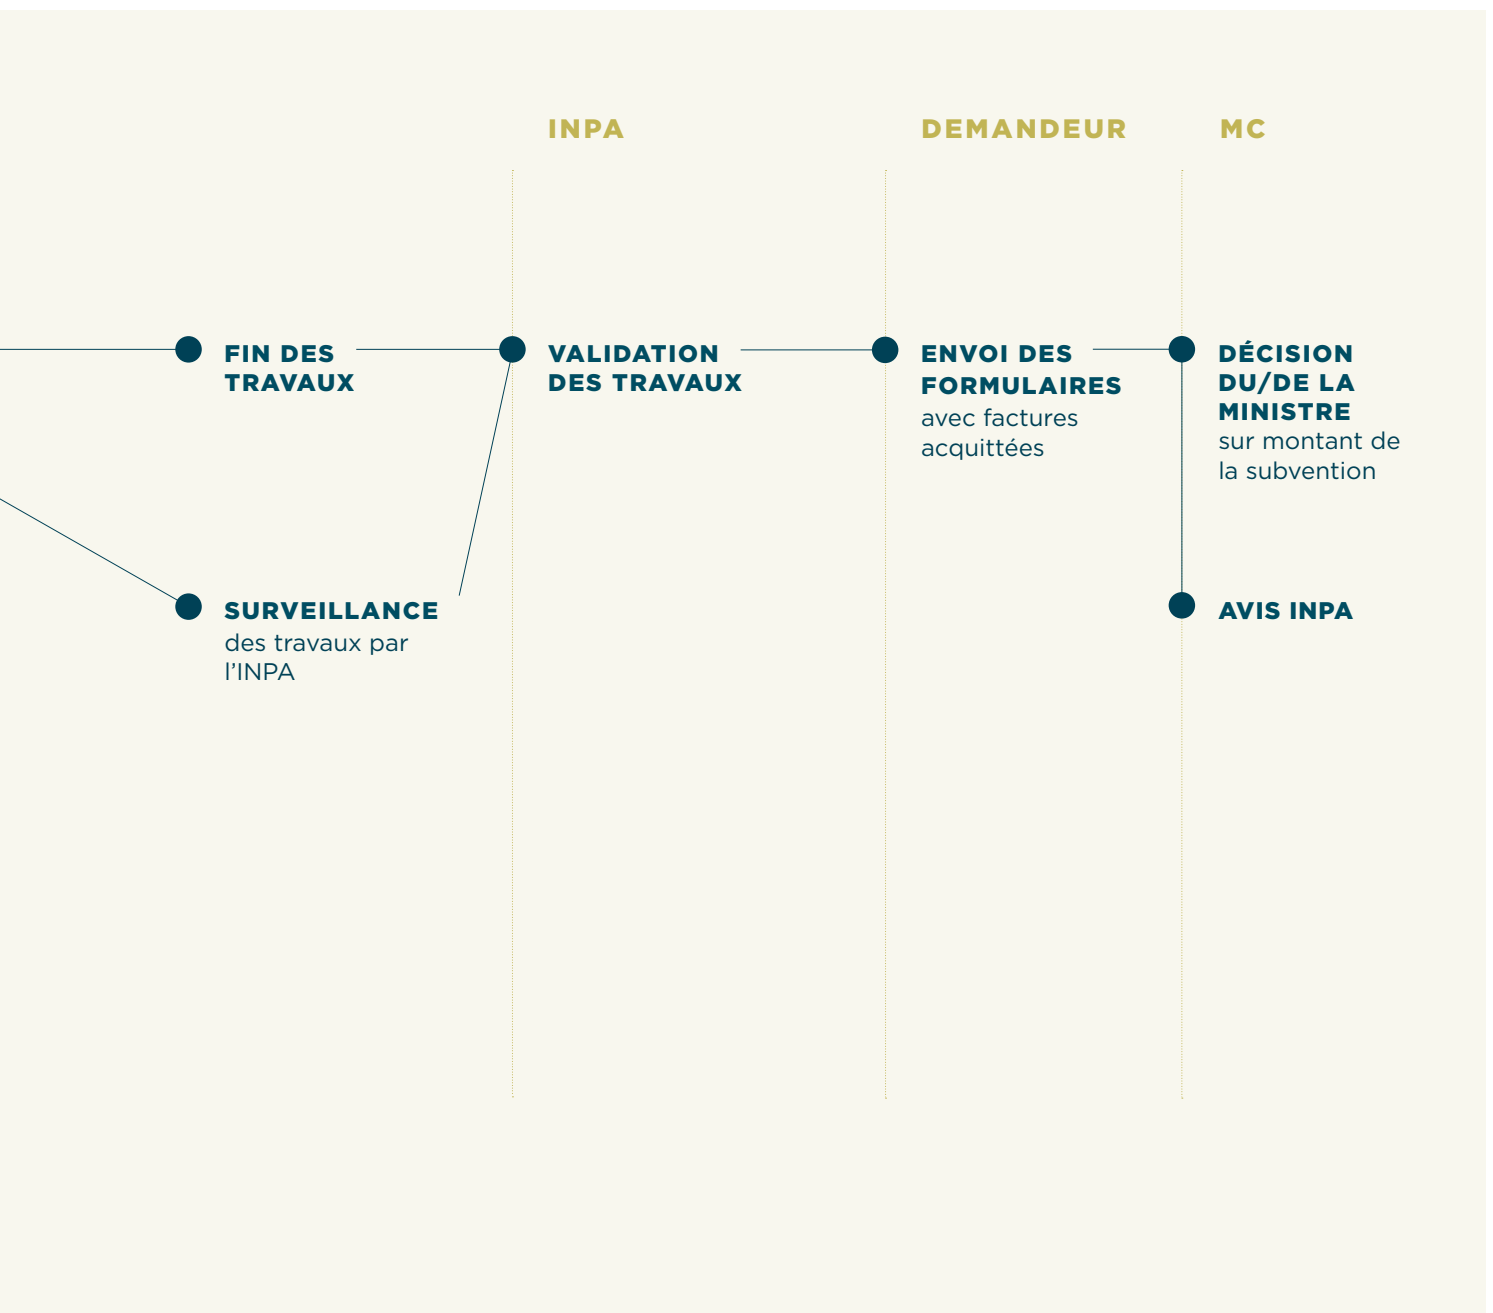 INPA
DEMANDEUR
MC
FIN DES
TRAVAUX
VALIDATION
DES TRAVAUX
ENVOI DES
FORMULAIRES
avec factures
acquittées
DÉCISION
DU/DE LA
MINISTRE
sur montant de
la subvention
SURVEILLANCE
des travaux par
l’INPA
AVIS INPA